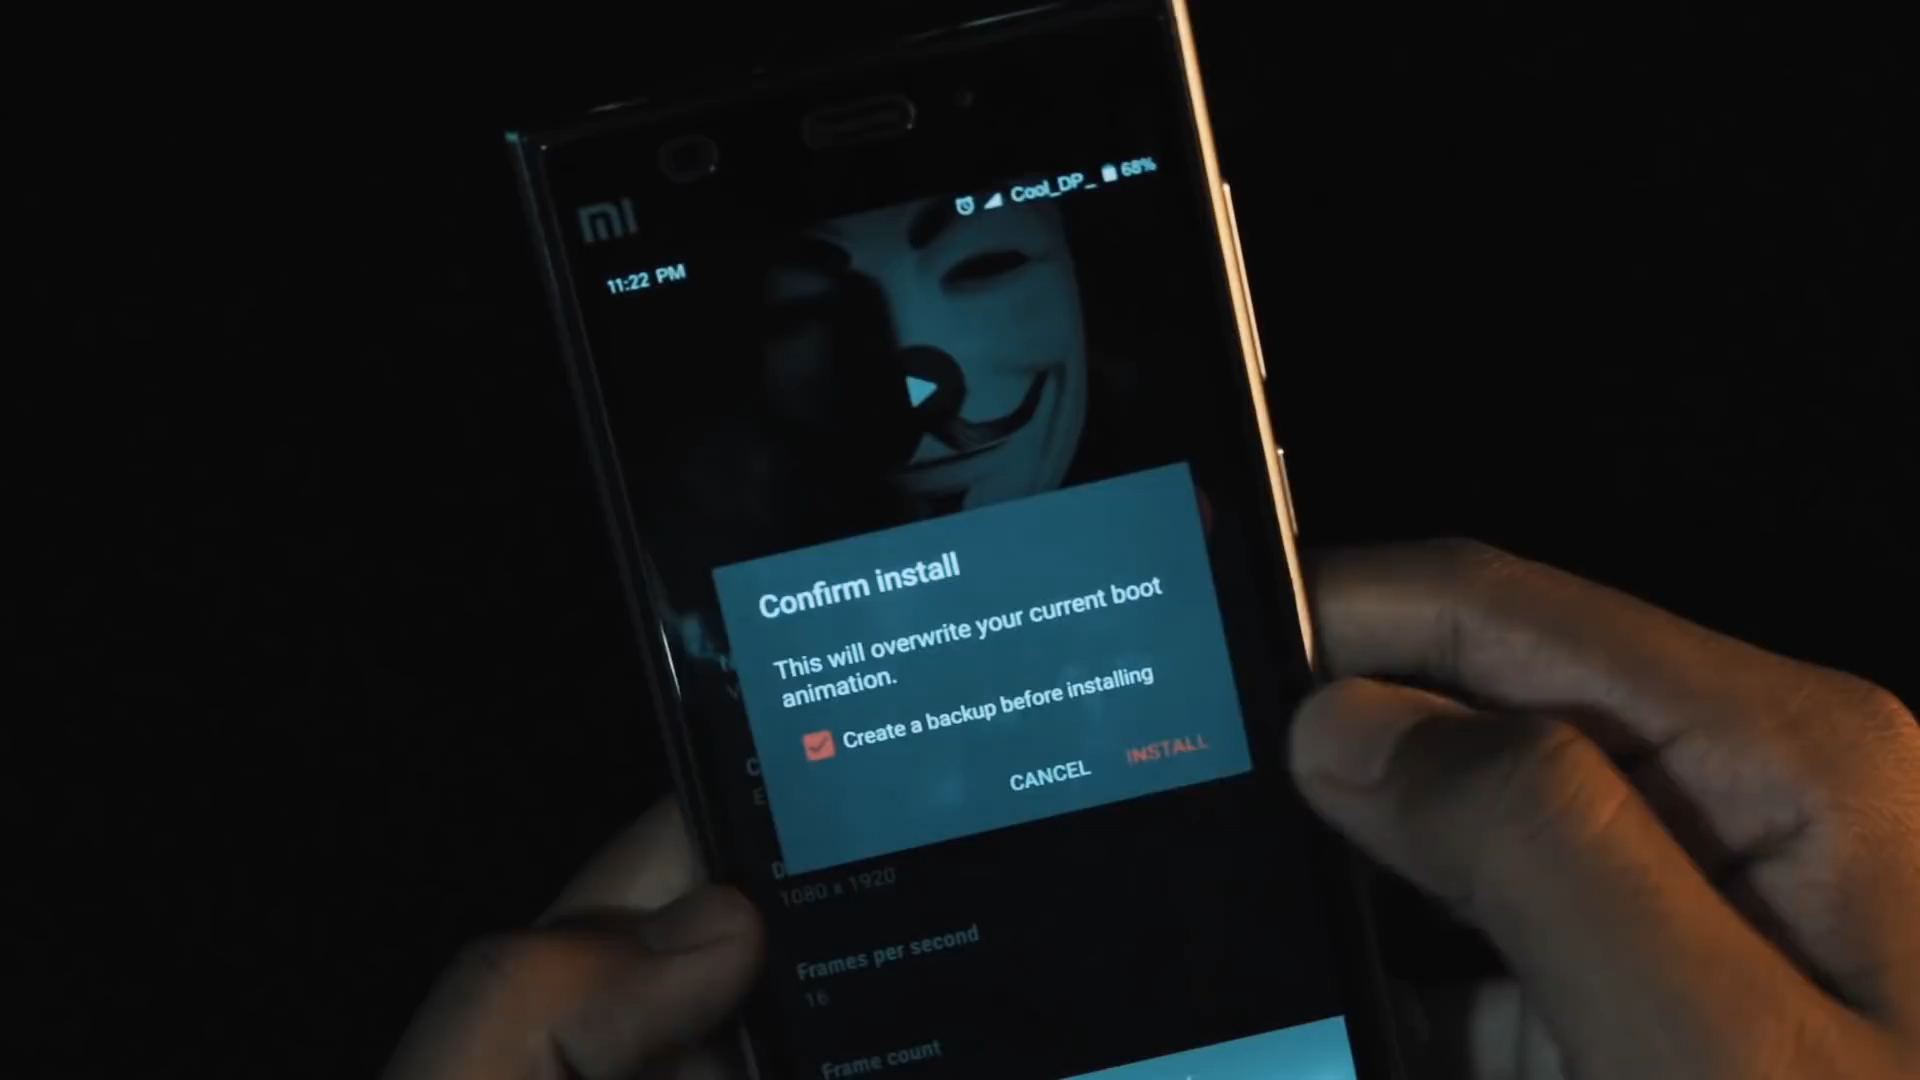 mi
Cool_DP_ 68%
11:22 PM
Confirm install
This will overwrite your current boot
animation.
Create a backup before installing
CANCEL INSTALL
1080 x 1920
Frames per second
16
Frame count